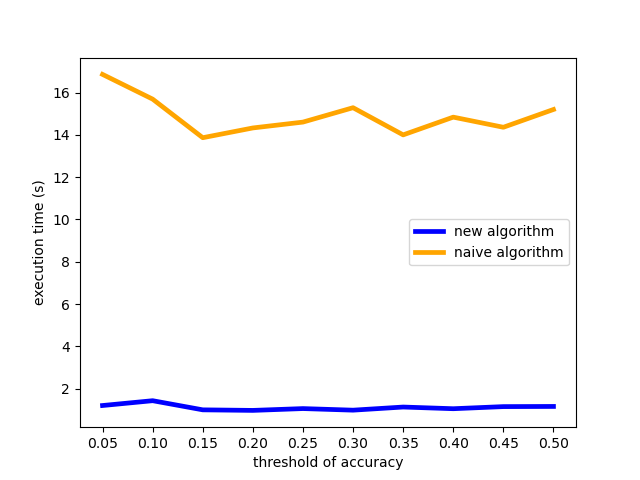 16
14
12
10
8
6
4
2
execution time (s)
new algorithm
naive algorithm
0.05 0.10 0.15 0.20 0.25 0.30 0.35 0.40 0.45 0.50
threshold of accuracy